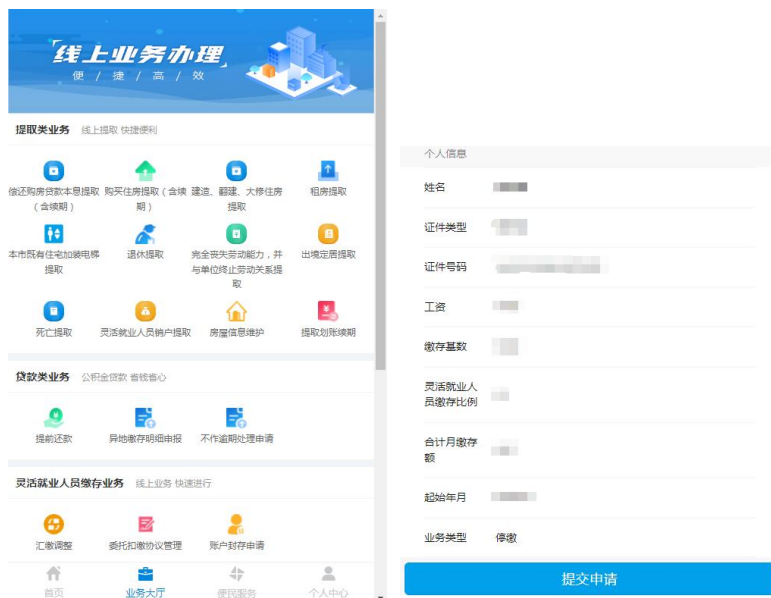 线上业务办理
便 / 捷 / 高 / 效
提取类业务 线上提取 快捷便利
偿还购房贷款本息提取 购买住房提取（含续 建造、翻建、大修住房 租房提取
（含续期） 期） 提取
本市既有住宅加装电梯 退休提取 完全丧失劳动能力，并 出境定居提取
提取 与单位终止劳动关系提
取
死亡提取 灵活就业人员销户提取 房屋信息维护 提取划账续期
贷款类业务 公积金贷款 省钱省心
提前还款 异地缴存明细申报 不作逾期处理申请
灵活就业人员缴存业务 线上业务 快速进行
汇缴调整 委托扣缴协议管理 账户封存申请
首页 业务大厅 便民服务 个人中心
个人信息
姓名
证件类型
证件号码
工资
缴存基数
灵活就业人
员缴存比例
合计月缴存
额
起始年月
业务类型 停缴
提交申请